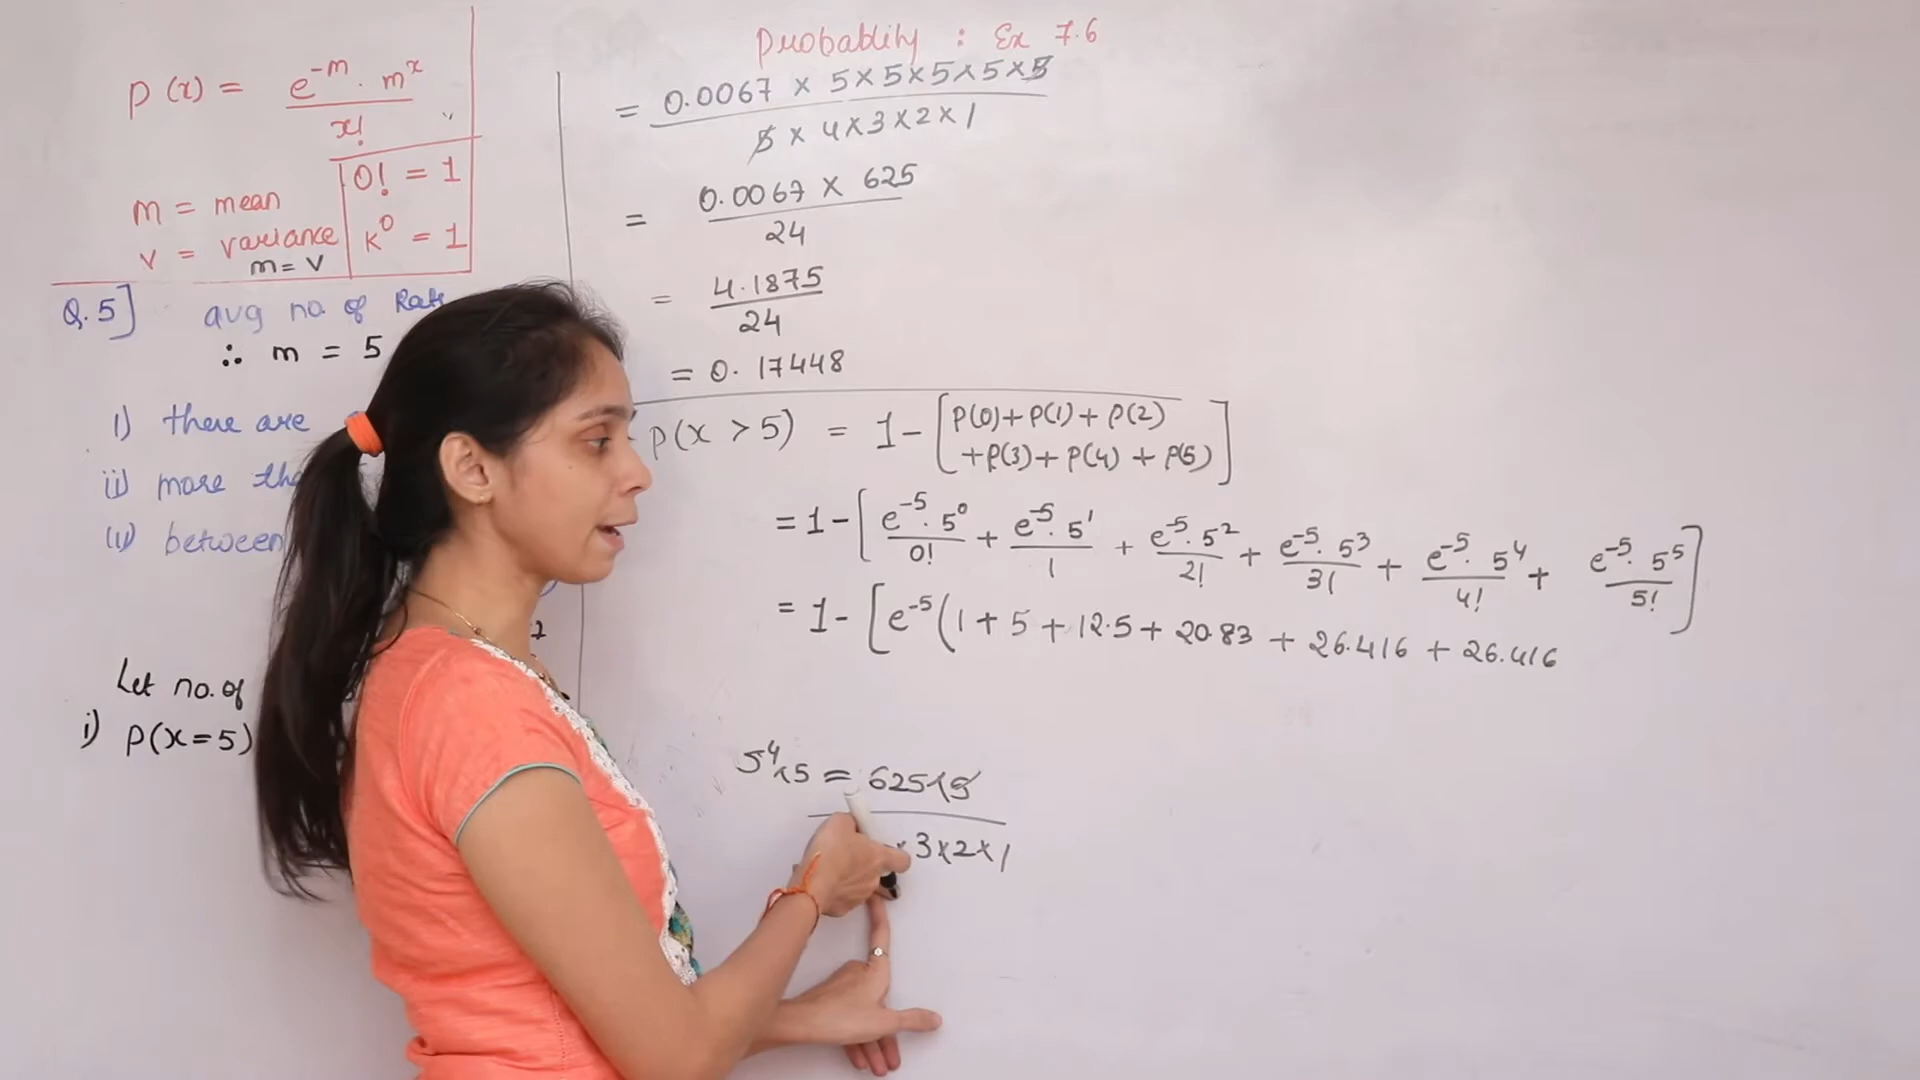 Probablity : Ex 7.6
p (x) = e^-m . m^x / x!
0! = 1
m = mean
v = variance
k^0 = 1
m = v
Q.5] avg no. of Rats
∴ m = 5
i) there are
ii) more tha
between
Let no. of
i) p(x=5)
= 0.0067 × 5×5×5×5×5 / 5 × 4×3×2×1
= 0.0067 × 625 / 24
= 4.1875 / 24
= 0.17448
p(x > 5) = 1 - [p(0)+ p(1)+ p(2)
+p(3)+ p(4) + p(5)]
= 1 - [e^-5 . 5^0 / 0! + e^-5 . 5^1 / 1 + e^-5 . 5^2 / 2! + e^-5 . 5^3 / 3! + e^-5 . 5^4 / 4! + e^-5 . 5^5 / 5!]
= 1 - [e^-5 (1 + 5 + 12.5 + 20.83 + 26.416 + 26.416
5^4 × 5 = 625×5
× 3×2×1